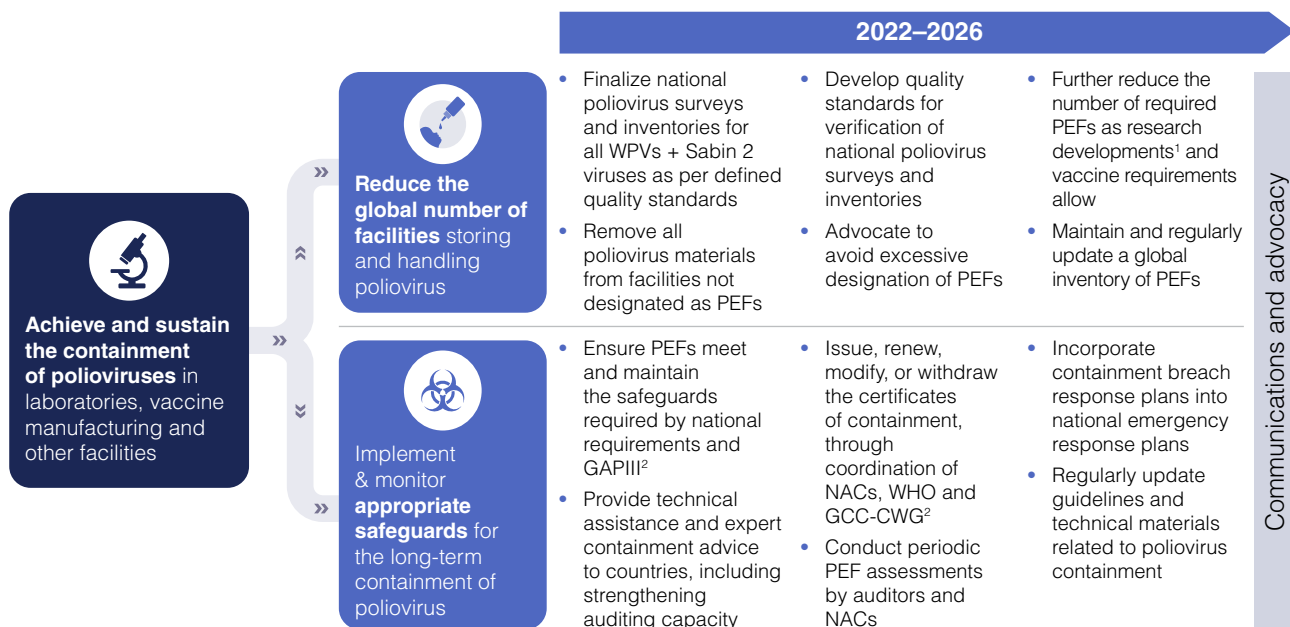 2022–2026
Achieve and sustain
the containment
of polioviruses in
laboratories, vaccine
manufacturing and
other facilities
Reduce the
global number of
facilities storing
and handling
poliovirus
• Finalize national
poliovirus surveys
and inventories for
all WPVs + Sabin 2
viruses as per defined
quality standards
• Remove all
poliovirus materials
from facilities not
designated as PEFs
• Develop quality
standards for
verification of
national poliovirus
surveys and
inventories
• Advocate to
avoid excessive
designation of PEFs
• Further reduce the
number of required
PEFs as research
developments¹ and
vaccine requirements
allow
• Maintain and regularly
update a global
inventory of PEFs
Implement
& monitor
appropriate
safeguards for
the long-term
containment of
poliovirus
• Ensure PEFs meet
and maintain
the safeguards
required by national
requirements and
GAPIII²
• Provide technical
assistance and expert
containment advice
to countries, including
strengthening
auditing capacity
• Issue, renew,
modify, or withdraw
the certificates
of containment,
through
coordination of
NACs, WHO and
GCC-CWG²
• Conduct periodic
PEF assessments
by auditors and
NACs
• Incorporate
containment breach
response plans into
national emergency
response plans
• Regularly update
guidelines and
technical materials
related to poliovirus
containment
Communications and advocacy